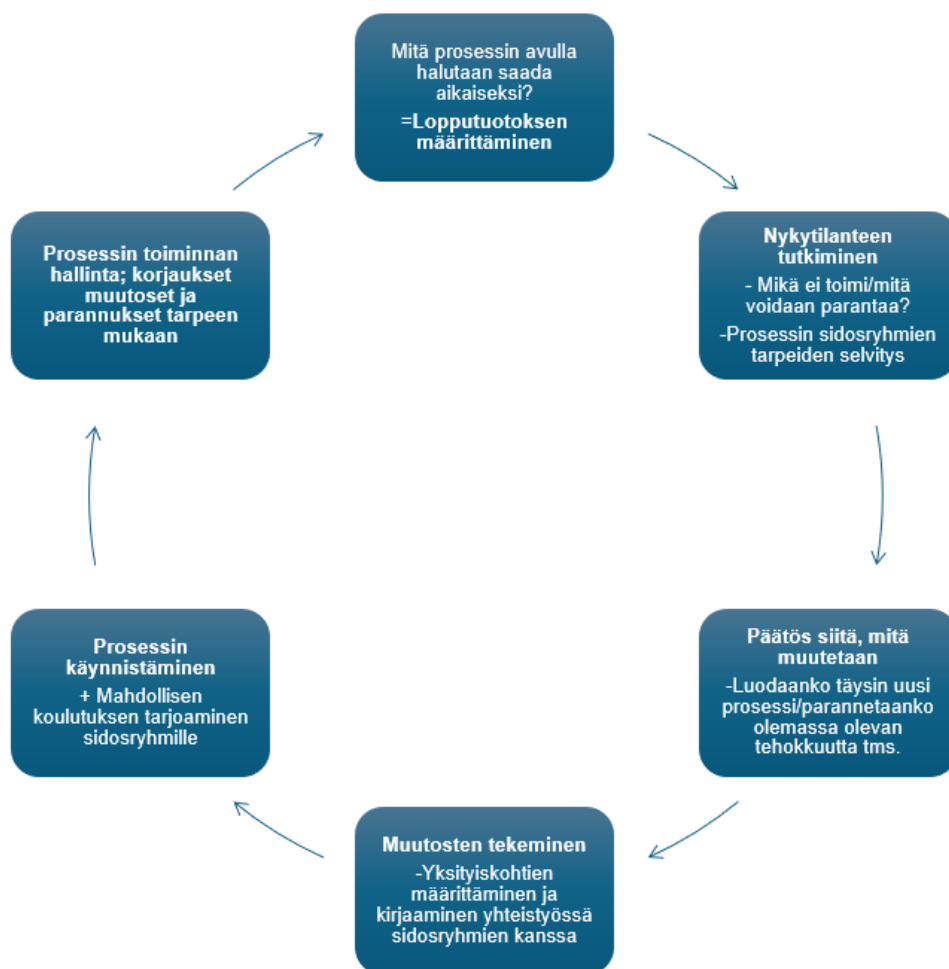 Mitä prosessin avulla
halutaan saada
aikaiseksi?
=Lopputuotoksen
määrittäminen
Nykytilanteen
tutkiminen
- Mikä ei toimi/mitä
voidaan parantaa?
-Prosessin sidosryhmien
tarpeiden selvitys
Päätös siitä, mitä
muutetaan
-Luodaanko täysin uusi
prosessi/parannetaanko
olemassa olevan
tehokkuutta tms.
Muutosten tekeminen
-Yksityiskohtien
määrittäminen ja
kirjaaminen yhteistyössä
sidosryhmien kanssa
Prosessin
käynnistäminen
+ Mahdollisen
koulutuksen tarjoaminen
sidosryhmille
Prosessin toiminnan
hallinta; korjaukset
muutoset ja
parannukset tarpeen
mukaan